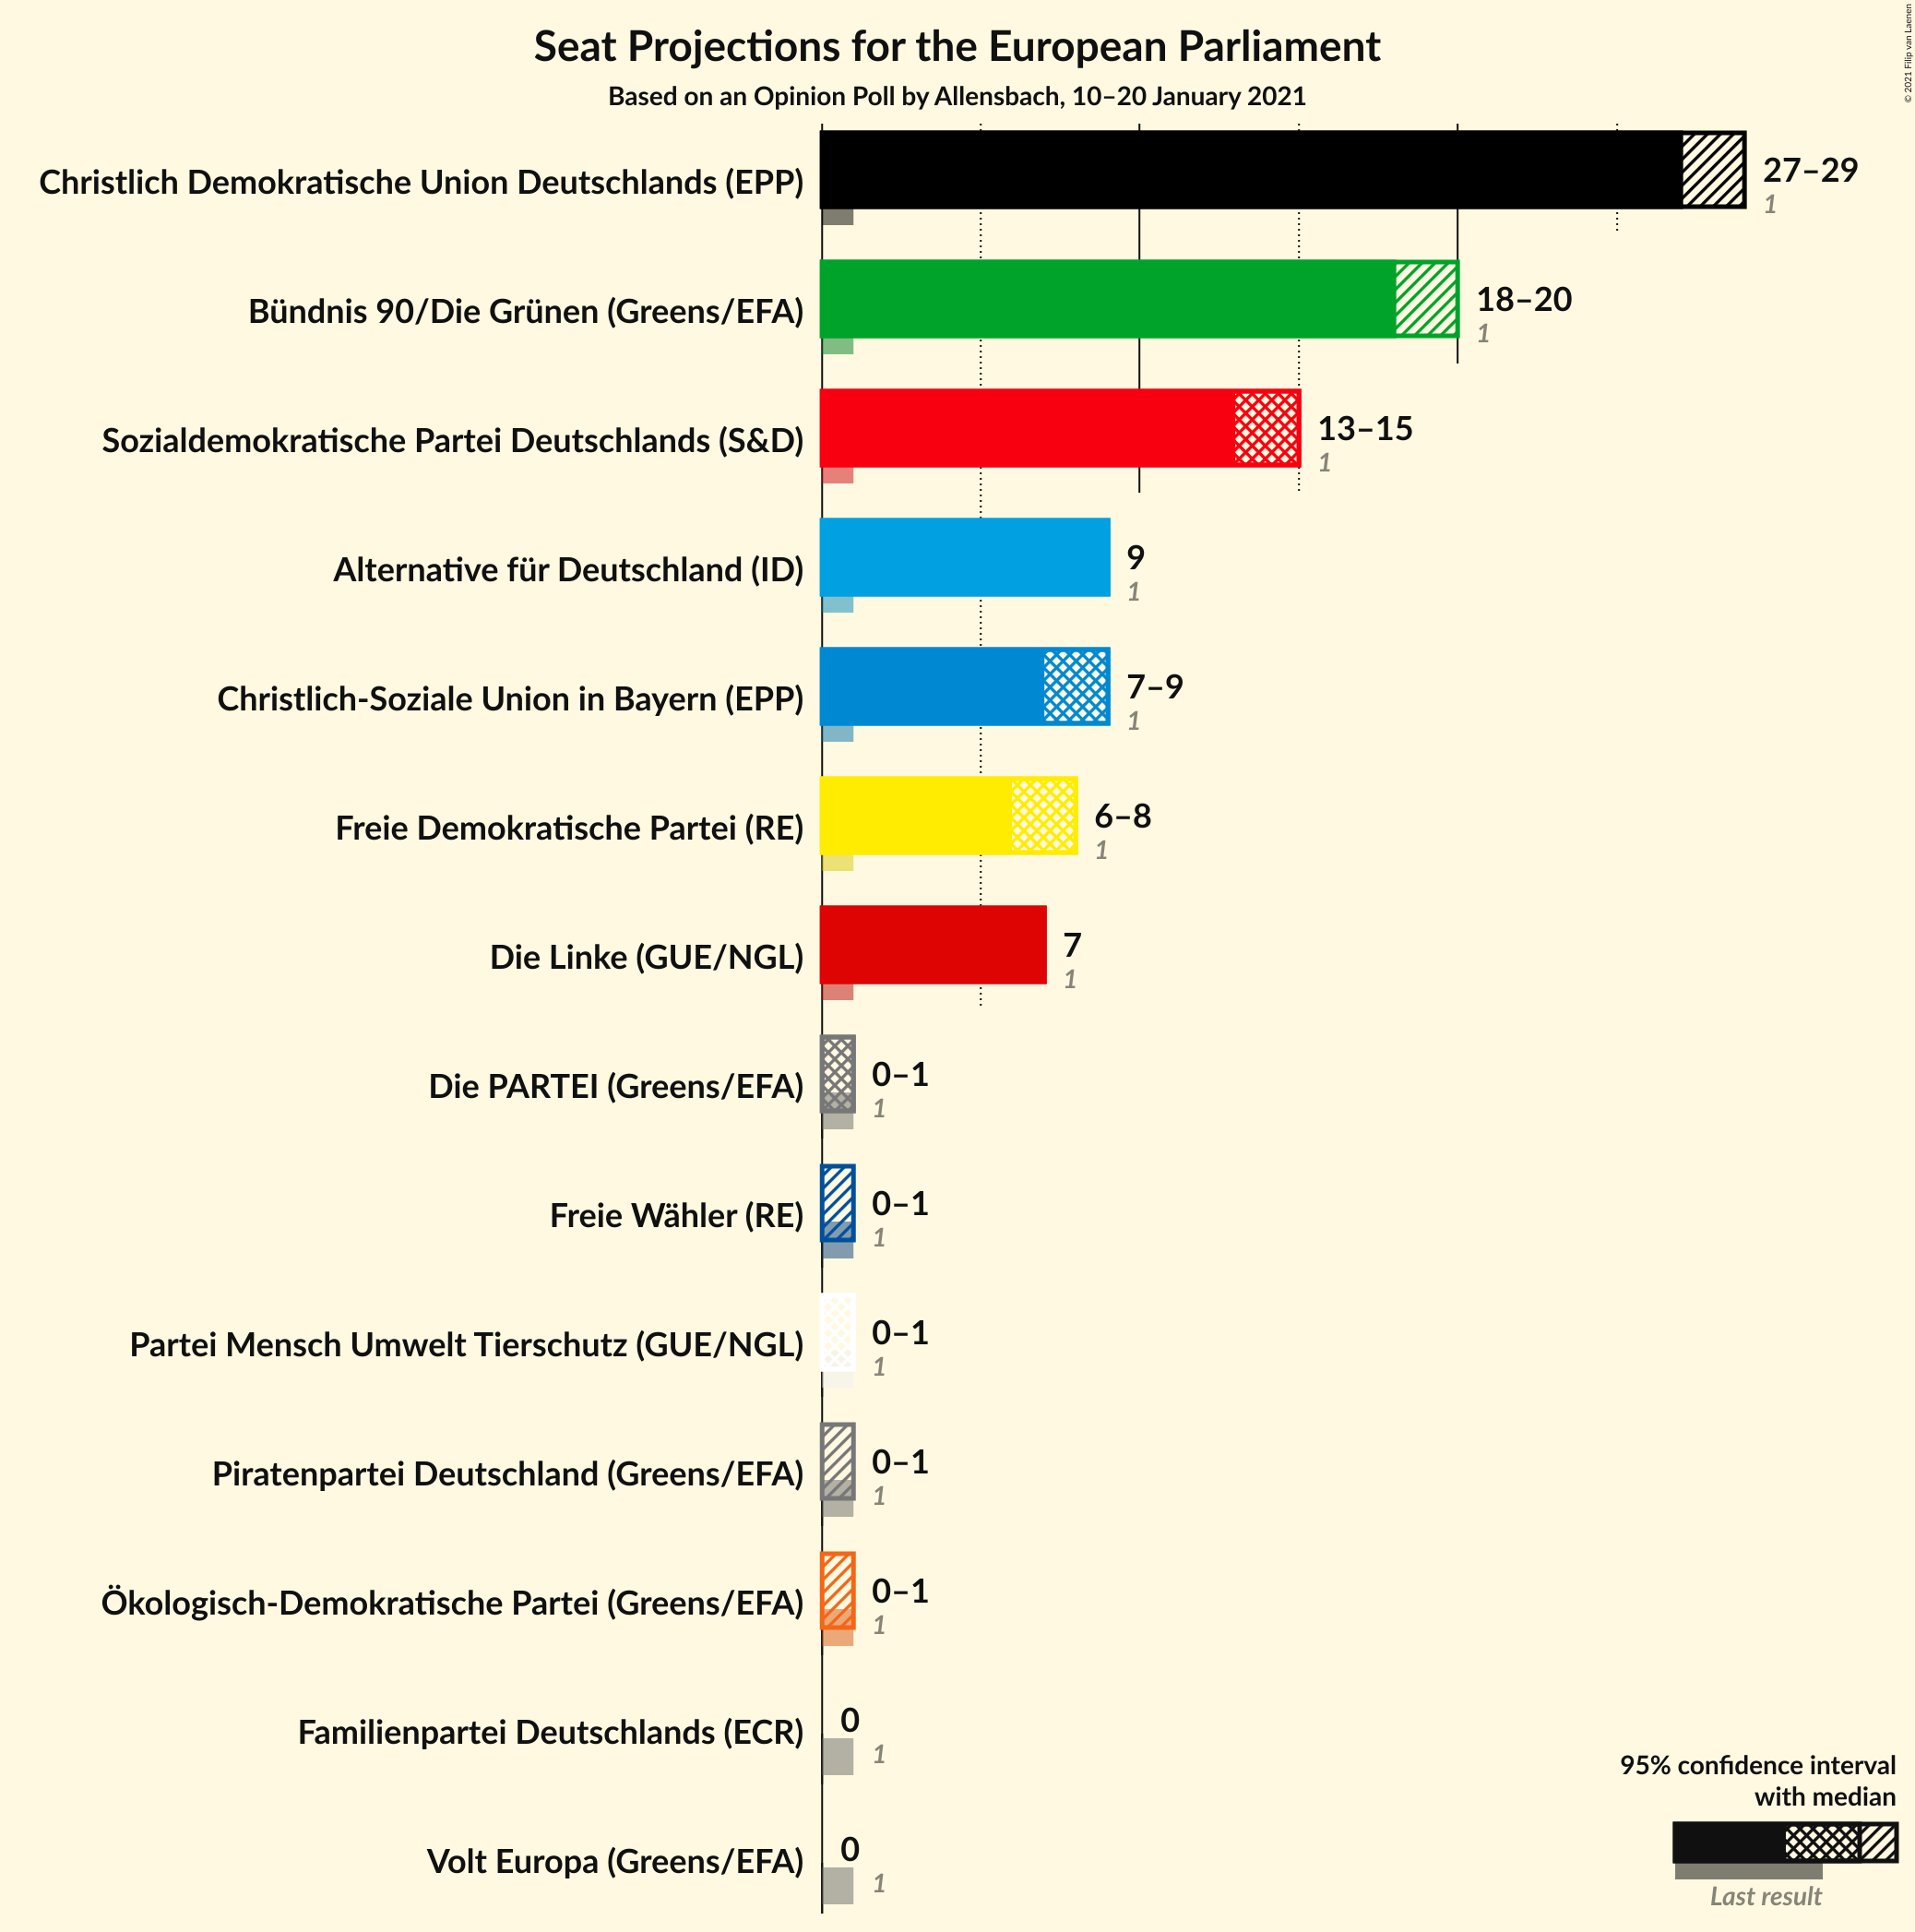 Seat Projections for the European Parliament
Based on an Opinion Poll by Allensbach, 10–20 January 2021
© 2021 Filip van Laenen
Christlich Demokratische Union Deutschlands (EPP)
27–29
1
Bündnis 90/Die Grünen (Greens/EFA)
18–20
1
Sozialdemokratische Partei Deutschlands (S&D)
13–15
1
Alternative für Deutschland (ID)
9
1
Christlich-Soziale Union in Bayern (EPP)
7–9
1
Freie Demokratische Partei (RE)
6–8
1
Die Linke (GUE/NGL)
7
1
Die PARTEI (Greens/EFA)
0–1
1
Freie Wähler (RE)
0–1
1
Partei Mensch Umwelt Tierschutz (GUE/NGL)
0–1
1
Piratenpartei Deutschland (Greens/EFA)
0–1
1
Ökologisch-Demokratische Partei (Greens/EFA)
0–1
1
Familienpartei Deutschlands (ECR)
0
1
Volt Europa (Greens/EFA)
0
1
95% confidence interval
with median
Last result